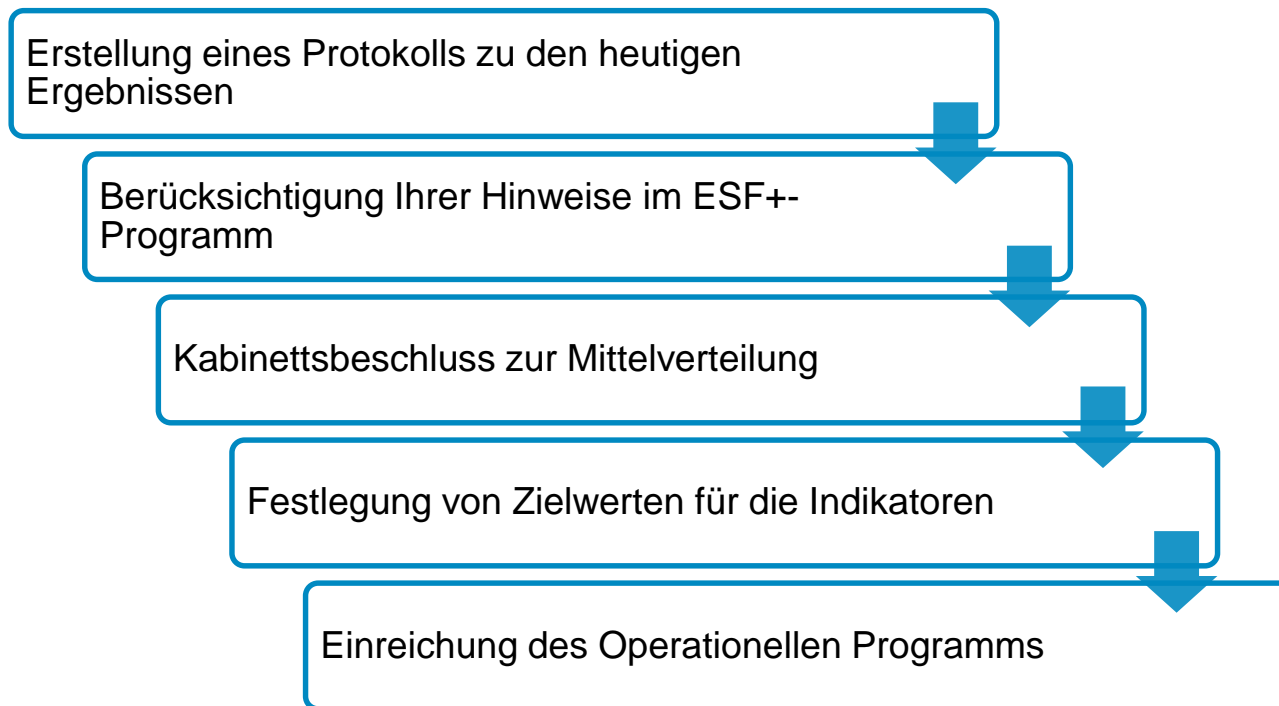 Erstellung eines Protokolls zu den heutigen
Ergebnissen
Berücksichtigung Ihrer Hinweise im ESF+-
Programm
Kabinettsbeschluss zur Mittelverteilung
Festlegung von Zielwerten für die Indikatoren
Einreichung des Operationellen Programms